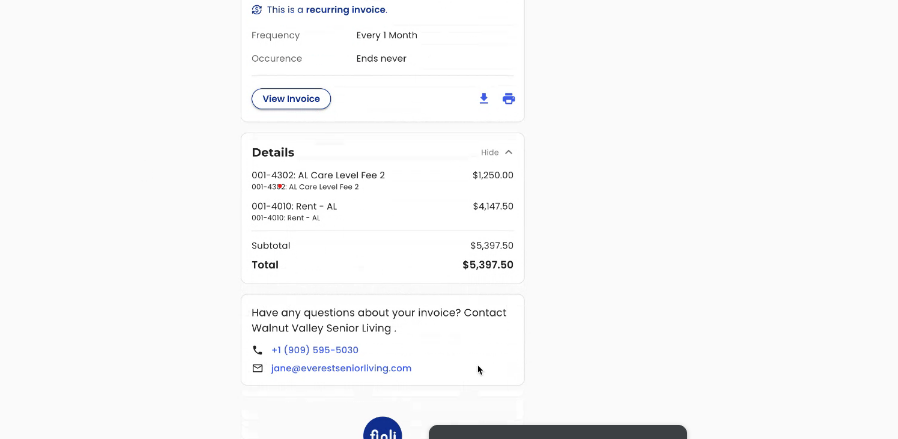 This is a recurring invoice.
Frequency Every 1 Month
Occurence Ends never
View Invoice
Details Hide
001-4302: AL Care Level Fee 2 $1,250.00
001-4302: AL Care Level Fee 2
001-4010: Rent - AL $4,147.50
001-4010: Rent - AL
Subtotal $5,397.50
Total $5,397.50
Have any questions about your invoice? Contact
Walnut Valley Senior Living .
+1 (909) 595-5030
jane@everestseniorliving.com